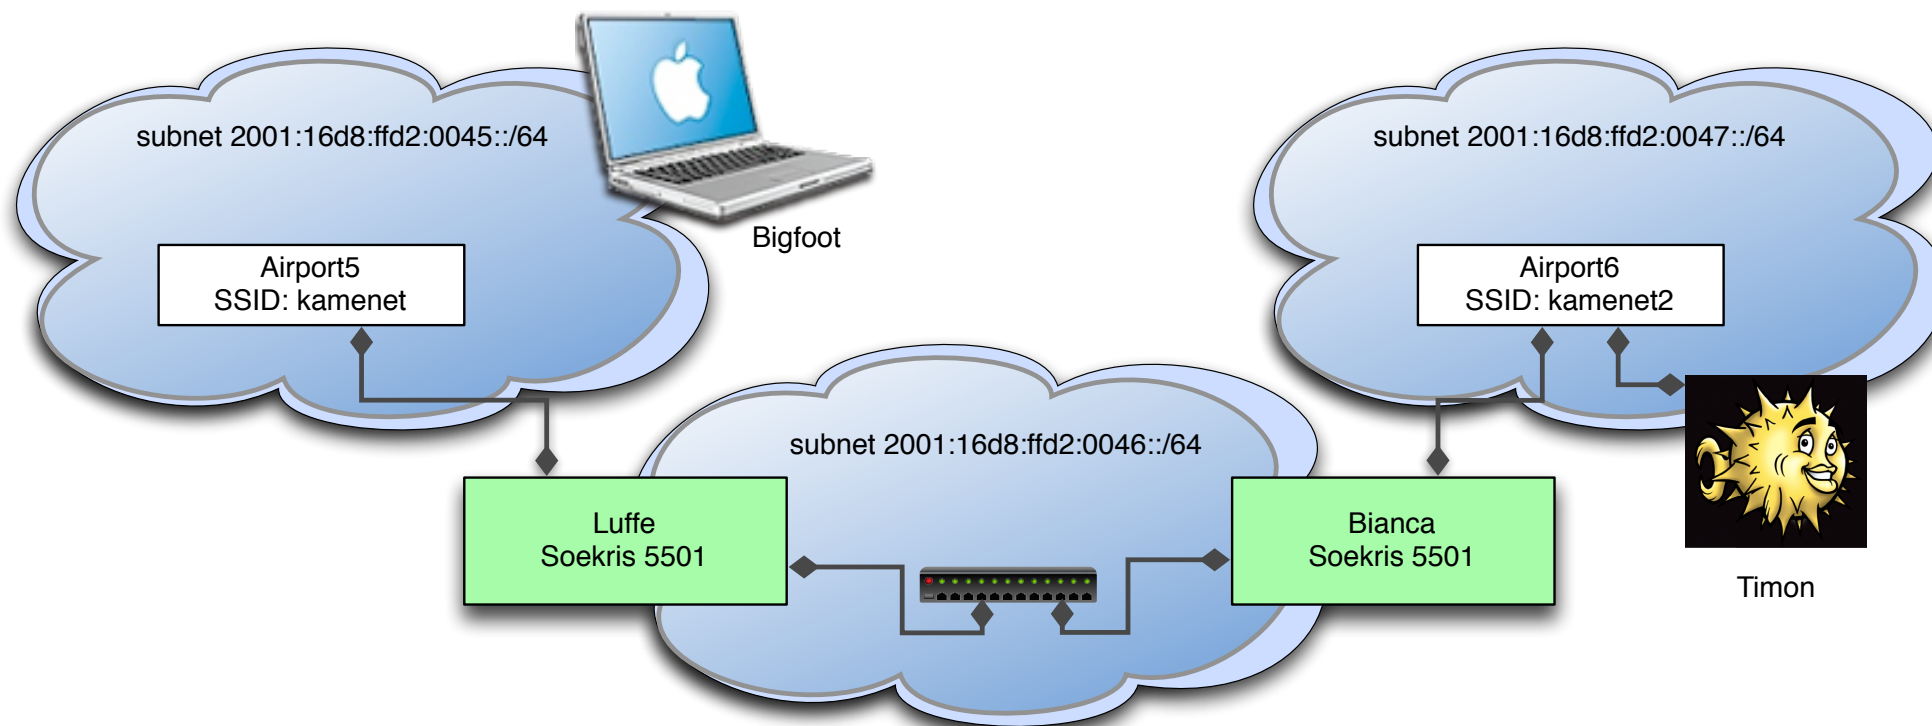 subnet 2001:16d8:ffd2:0045::/64
subnet 2001:16d8:ffd2:0047::/64
Bigfoot
Airport5
SSID: kamenet
Airport6
SSID: kamenet2
subnet 2001:16d8:ffd2:0046::/64
Luffe
Soekris 5501
Bianca
Soekris 5501
Timon